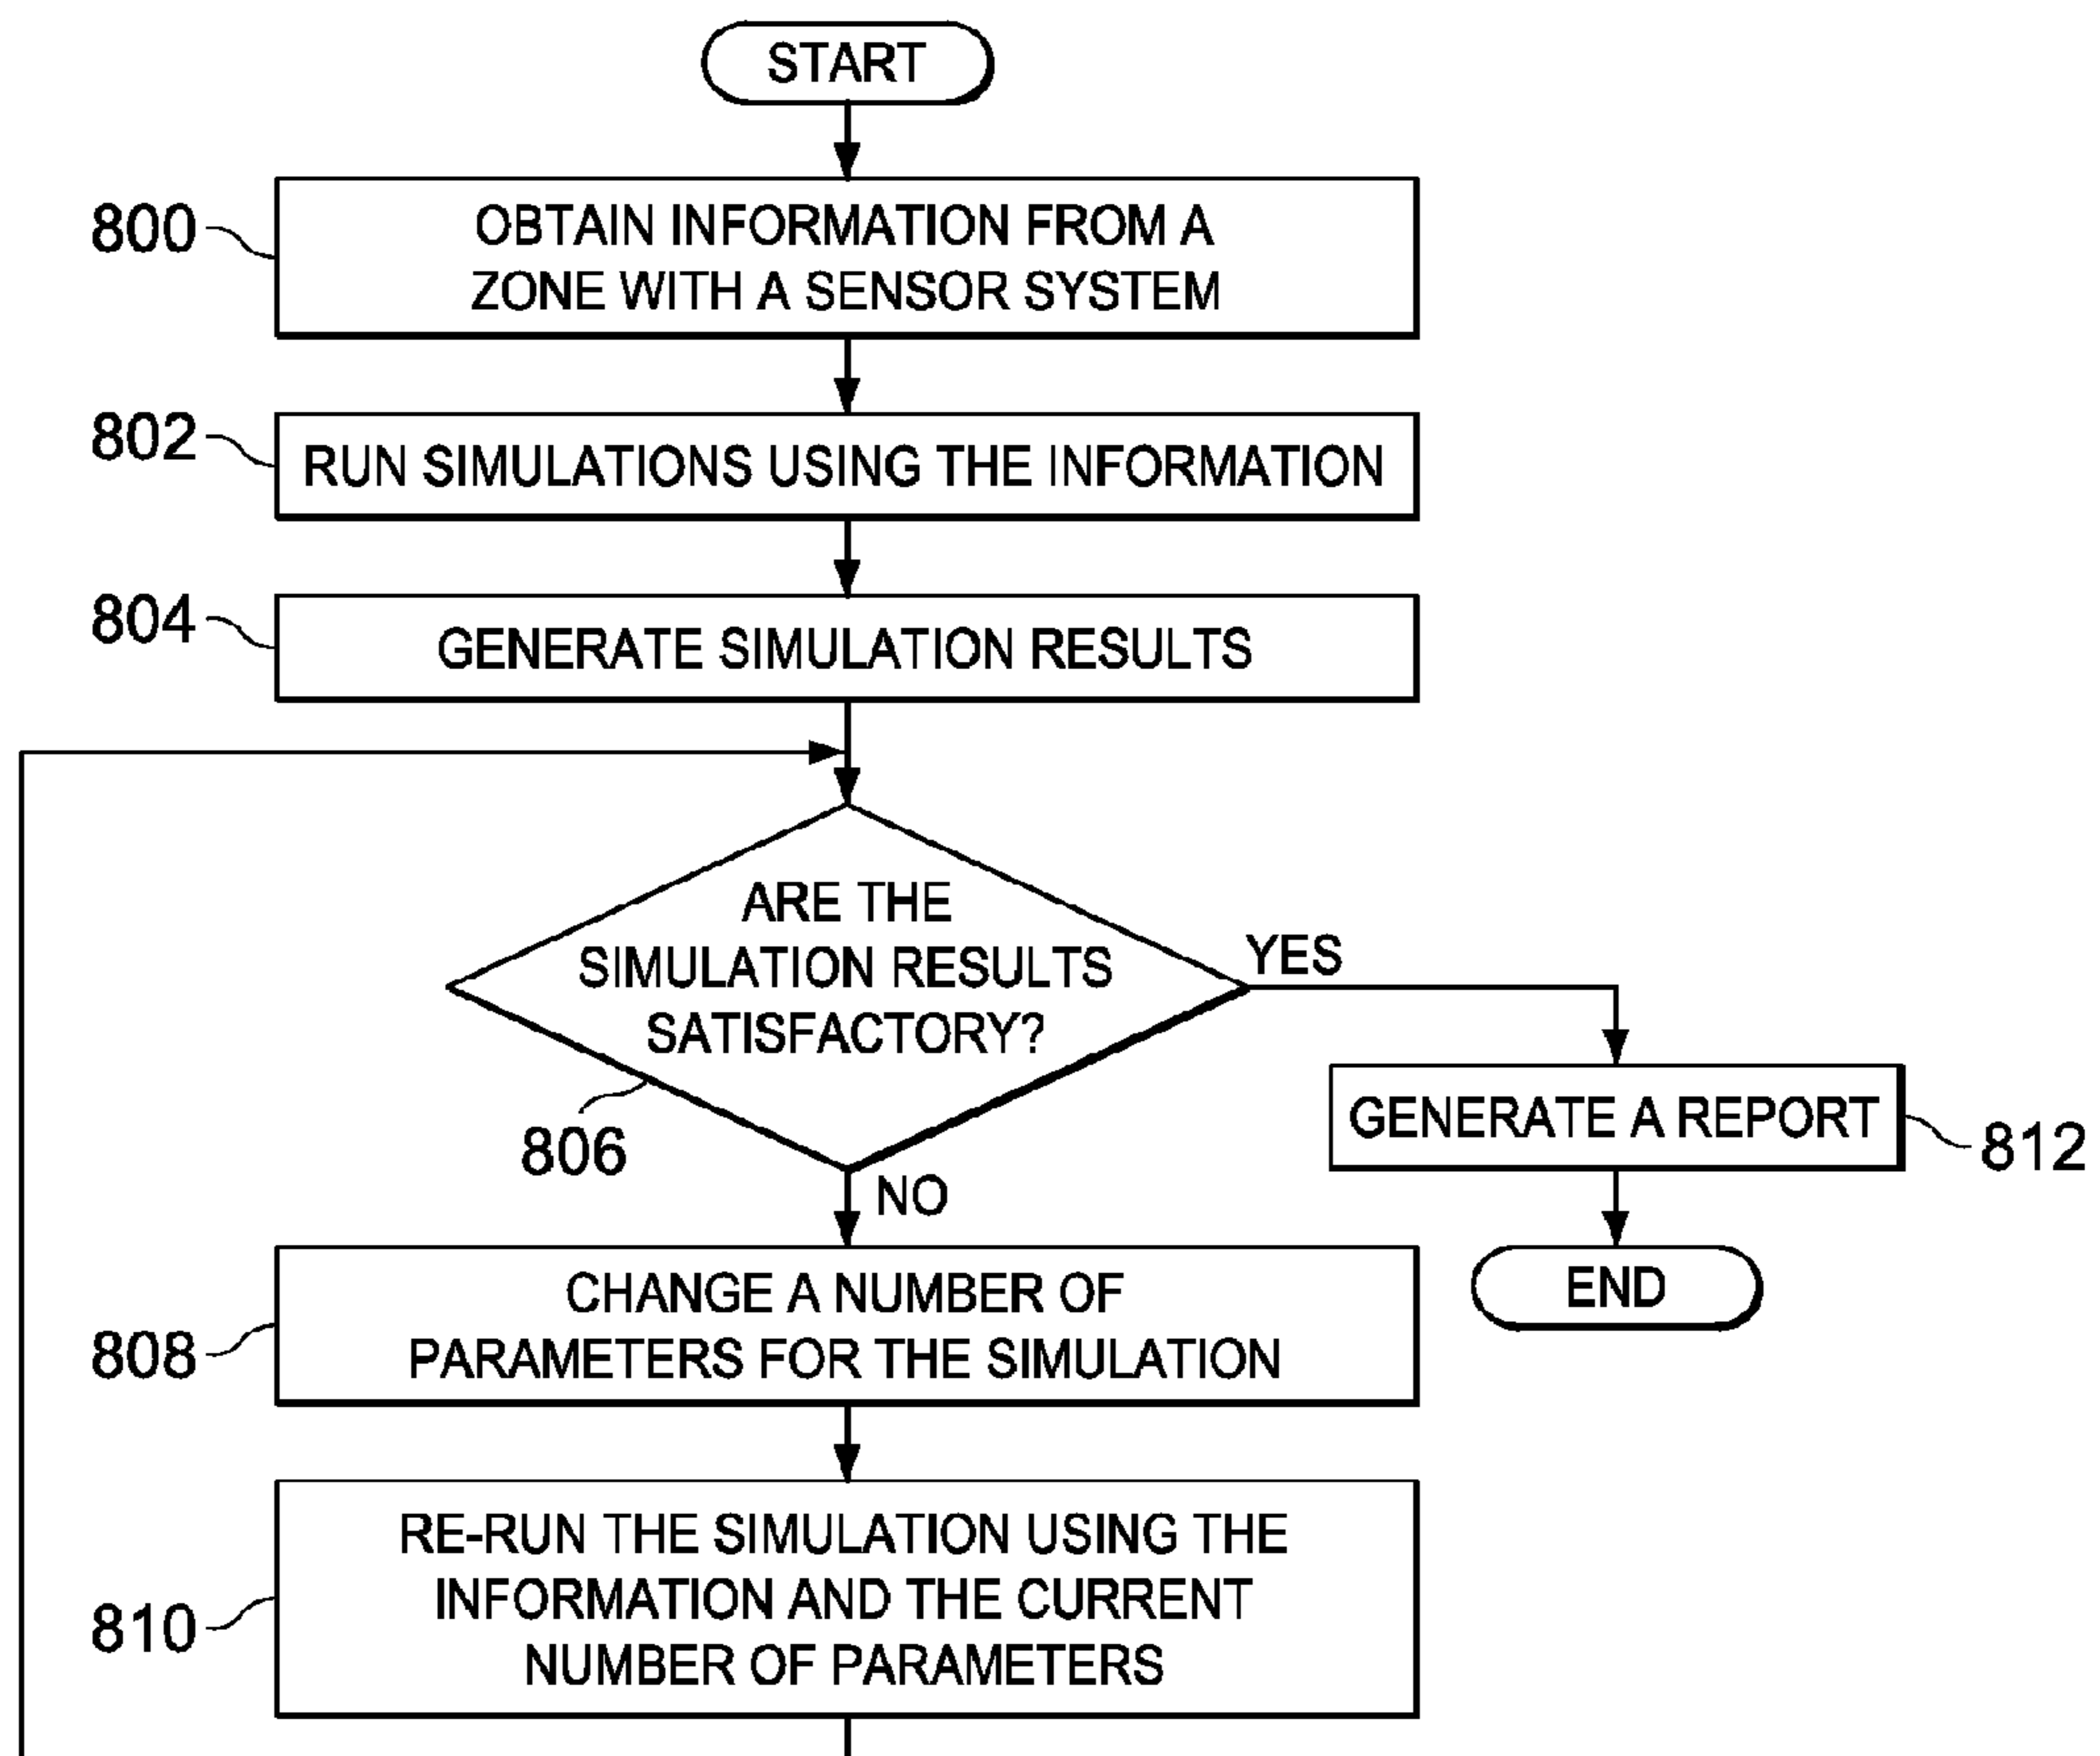 START
800
OBTAIN INFORMATION FROM A
ZONE WITH A SENSOR SYSTEM
802
RUN SIMULATIONS USING THE INFORMATION
804
GENERATE SIMULATION RESULTS
ARE THE
SIMULATION RESULTS
SATISFACTORY?
806
YES
GENERATE A REPORT
812
END
NO
808
CHANGE A NUMBER OF
PARAMETERS FOR THE SIMULATION
810
RE-RUN THE SIMULATION USING THE
INFORMATION AND THE CURRENT
NUMBER OF PARAMETERS